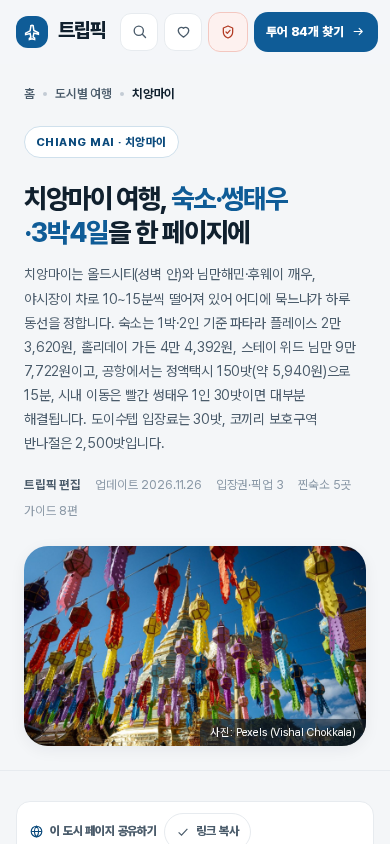 트립픽
투어 84개 찾기 →
홈 • 도시별 여행 • 치앙마이
CHIANG MAI · 치앙마이
치앙마이 여행, 숙소·썽태우
·3박4일을 한 페이지에
치앙마이는 올드시티(성벽 안)와 님만해민·훼이 깨우,
야시장이 차로 10~15분씩 떨어져 있어 어디에 묵느냐가 하루
동선을 정합니다. 숙소는 1박·2인 기준 파타라 플레이스 2만
3,620원, 홀리데이 가든 4만 4,392원, 스테이 위드 님만 9만
7,722원이고, 공항에서는 정액택시 150밧(약 5,940원)으로
15분, 시내 이동은 빨간 썽태우 1인 30밧이면 대부분
해결됩니다. 도이수텝 입장료는 30밧, 코끼리 보호구역
반나절은 2,500밧입니다.
트립픽 편집 업데이트 2026.11.26 입장권·픽업 3 찐숙소 5곳
가이드 8편
사진: Pexels (Vishal Chokkala)
이 도시 페이지 공유하기 링크 복사